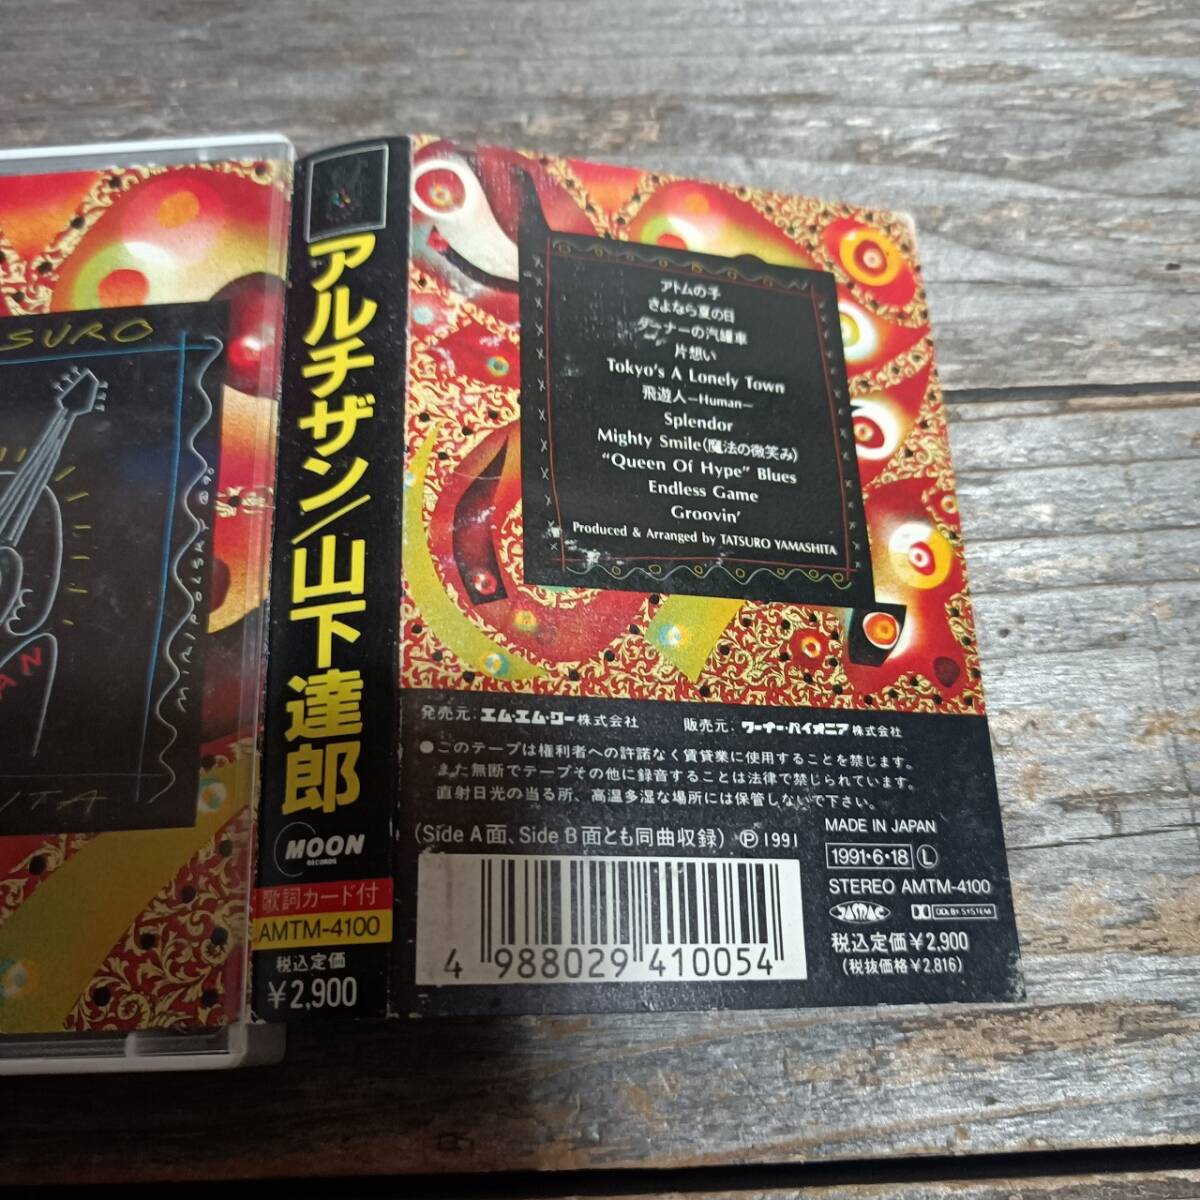 SURO
AN
ITA
アルチザン/山下達郎
MOON
RECORDS
歌詞カード付
AMTM-4100
税込定価
¥2,900
アトムの子
さよなら夏の日
ターナーの汽罐車
片想い
Tokyo's A Lonely Town
飛遊人—Human—
Splendor
Mighty Smile(魔法の微笑み)
"Queen Of Hype" Blues
Endless Game
Groovin'
Produced & Arranged by TATSURO YAMASHITA
発売元:エム・エム・ジー株式会社 販売元:ワーナー・パイオニア株式会社
●このテープは権利者への許諾なく賃貸業に使用することを禁じます。
また無断でテープその他に録音することは法律で禁じられています。
直射日光の当る所、高温多湿な場所には保管しないで下さい。
(Side A面、Side B面とも同曲収録) Ⓟ1991
MADE IN JAPAN
1991・6・18 Ⓛ
STEREO AMTM-4100
JASRAC DOLBY SYSTEM
税込定価¥2,900
(税抜価格¥2,816)
4 988029 410054